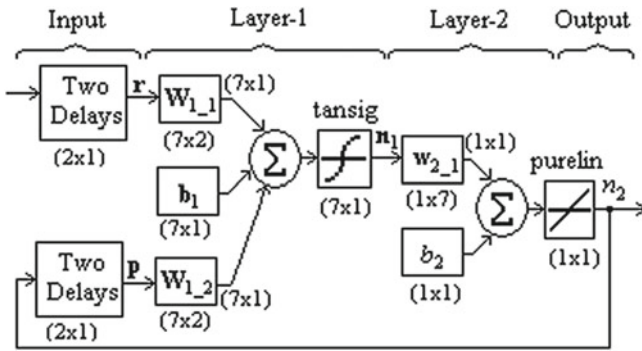 Input Layer-1 Layer-2 Output
Two Delays
(2x1)
r
W1_1
(7x2)
(7x1)
b1
(7x1)
Two Delays
(2x1)
p
W1_2
(7x2)
(7x1)
Σ
tansig
(7x1)
n1
w2_1
(1x7)
(1x1)
b2
(1x1)
Σ
purelin
(1x1)
n2